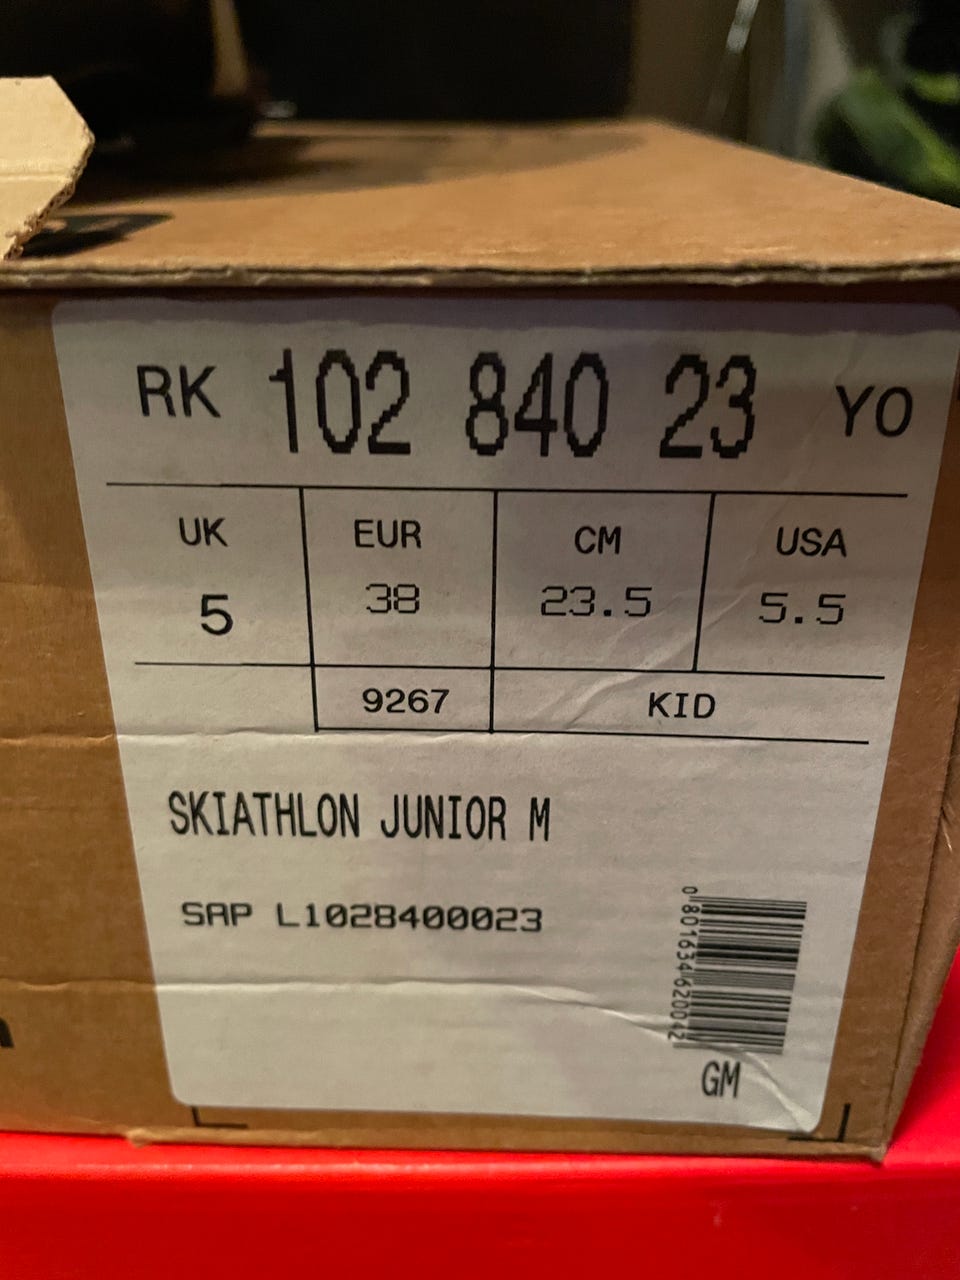 RK 102 840 23 YO
UK EUR CM USA
5 38 23.5 5.5
9267 KID
SKIATHLON JUNIOR M
SAP L1028400023
0801634620042
GM